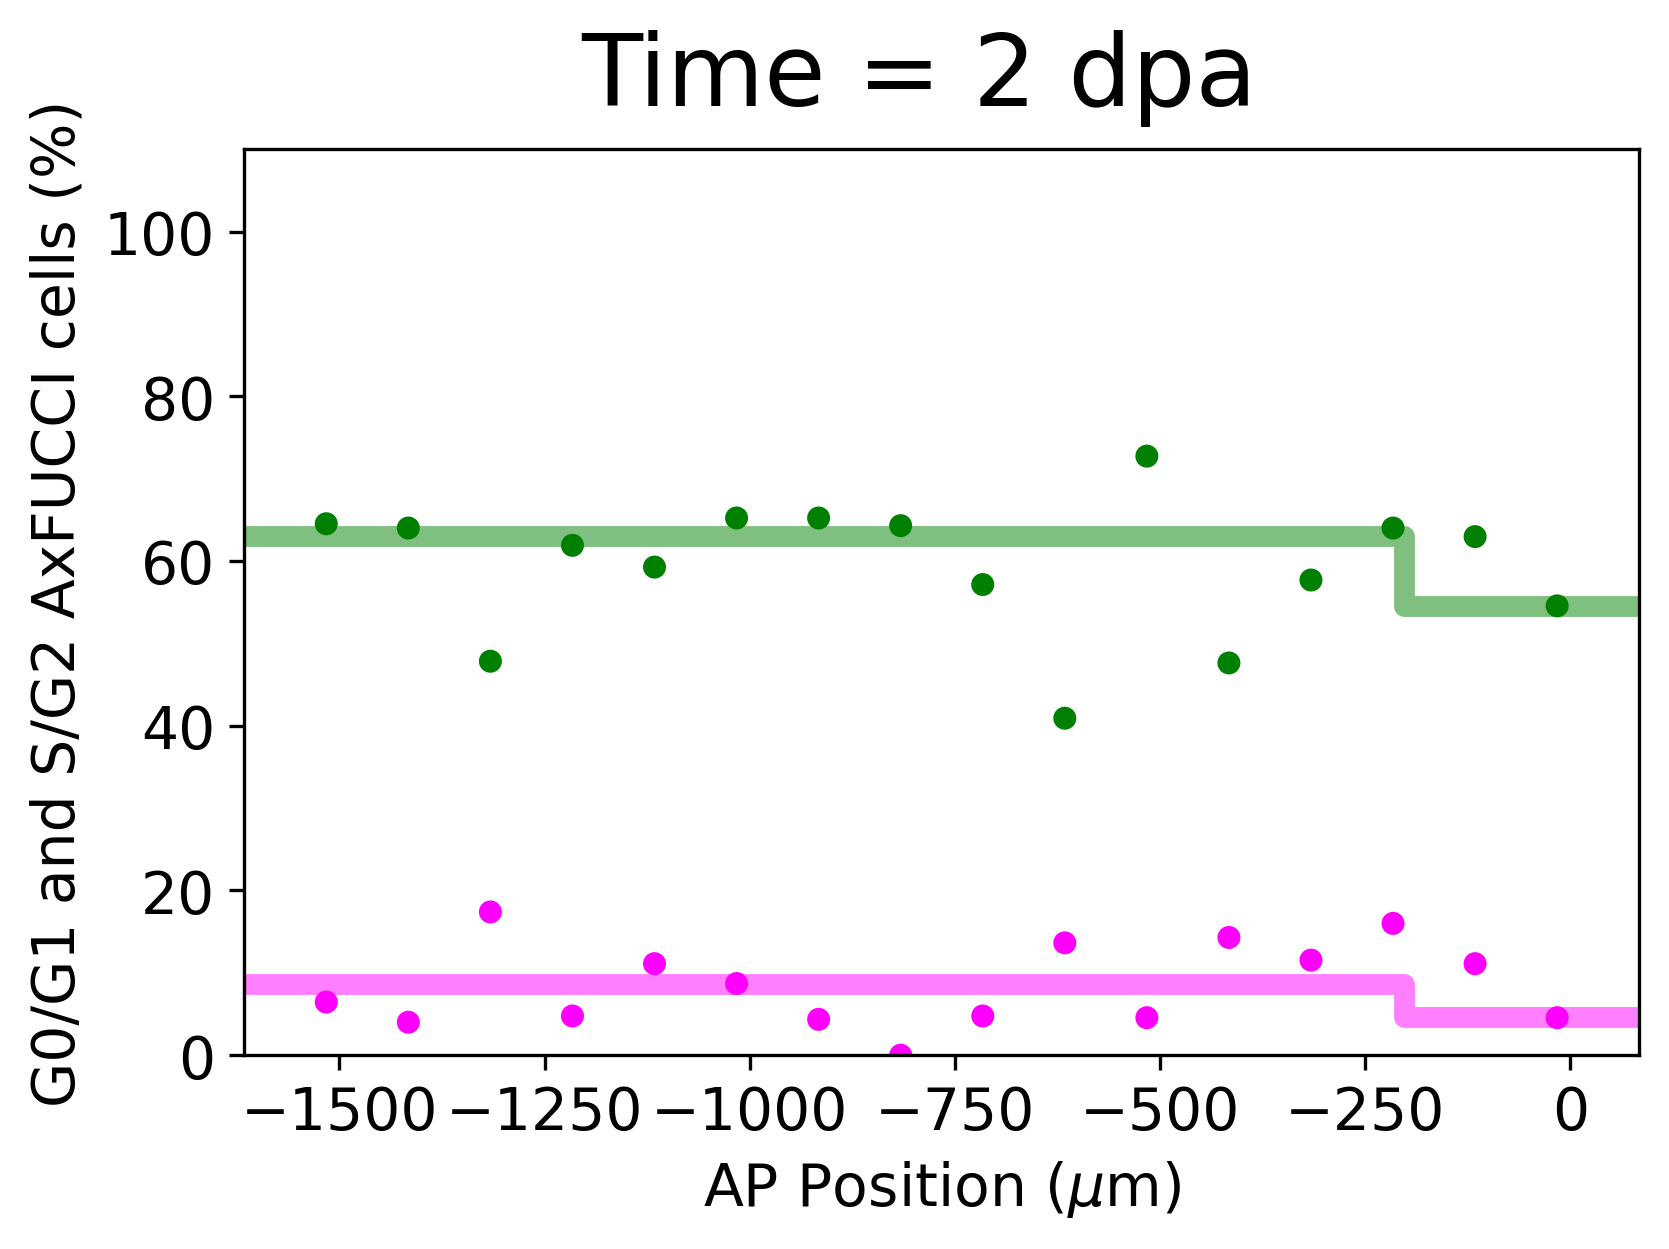 Time = 2 dpa
G0/G1 and S/G2 AxFUCCI cells (%)
100
80
60
40
20
0
−1500 −1250 −1000 −750 −500 −250 0
AP Position (μm)